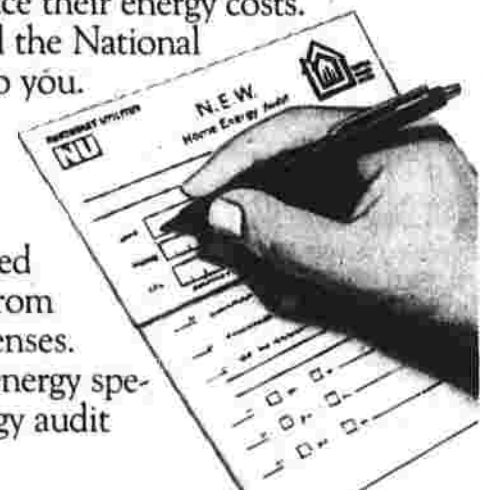 ce their energy costs.
d the National
o you.
NORTHEAST UTILITIES
NU
N.E.W.
Home Energy Audit
ed
rom
enses.
energy spe-
gy audit